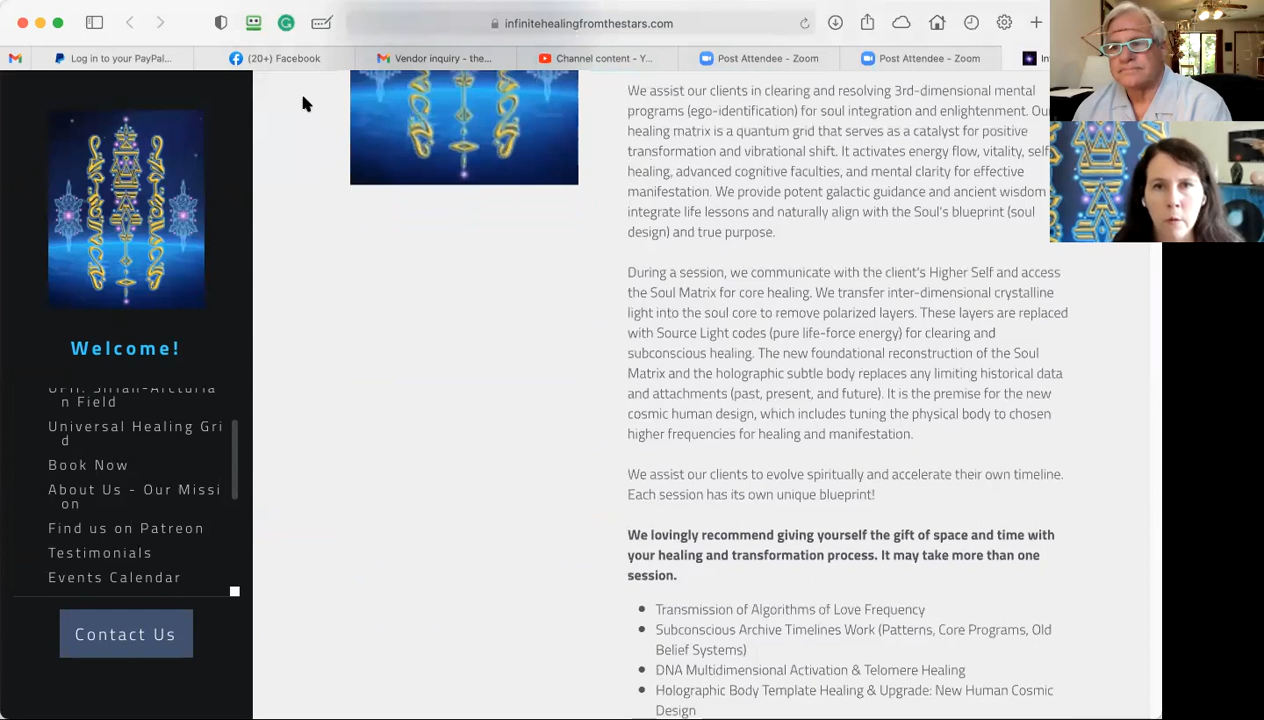 infinitehealingfromthestars.com
Log in to your PayPal...
(20+) Facebook
Vendor inquiry - the...
Channel content - Y...
Post Attendee – Zoom
Post Attendee – Zoom
In
We assist our clients in clearing and resolving 3rd-dimensional mental
programs (ego-identification) for soul integration and enlightenment. Ou
healing matrix is a quantum grid that serves as a catalyst for positive
transformation and vibrational shift. It activates energy flow, vitality, self
healing, advanced cognitive faculties, and mental clarity for effective
manifestation. We provide potent galactic guidance and ancient wisdom
integrate life lessons and naturally align with the Soul's blueprint (soul
design) and true purpose.
During a session, we communicate with the client's Higher Self and access
the Soul Matrix for core healing. We transfer inter-dimensional crystalline
light into the soul core to remove polarized layers. These layers are replaced
with Source Light codes (pure life-force energy) for clearing and
subconscious healing. The new foundational reconstruction of the Soul
Matrix and the holographic subtle body replaces any limiting historical data
and attachments (past, present, and future). It is the premise for the new
cosmic human design, which includes tuning the physical body to chosen
higher frequencies for healing and manifestation.
We assist our clients to evolve spiritually and accelerate their own timeline.
Each session has its own unique blueprint!
We lovingly recommend giving yourself the gift of space and time with
your healing and transformation process. It may take more than one
session.
Transmission of Algorithms of Love Frequency
Subconscious Archive Timelines Work (Patterns, Core Programs, Old
Belief Systems)
DNA Multidimensional Activation & Telomere Healing
Holographic Body Template Healing & Upgrade: New Human Cosmic
Design
Welcome!
n Field
Universal Healing Gri
d
Book Now
About Us - Our Missi
on
Find us on Patreon
Testimonials
Events Calendar
Contact Us